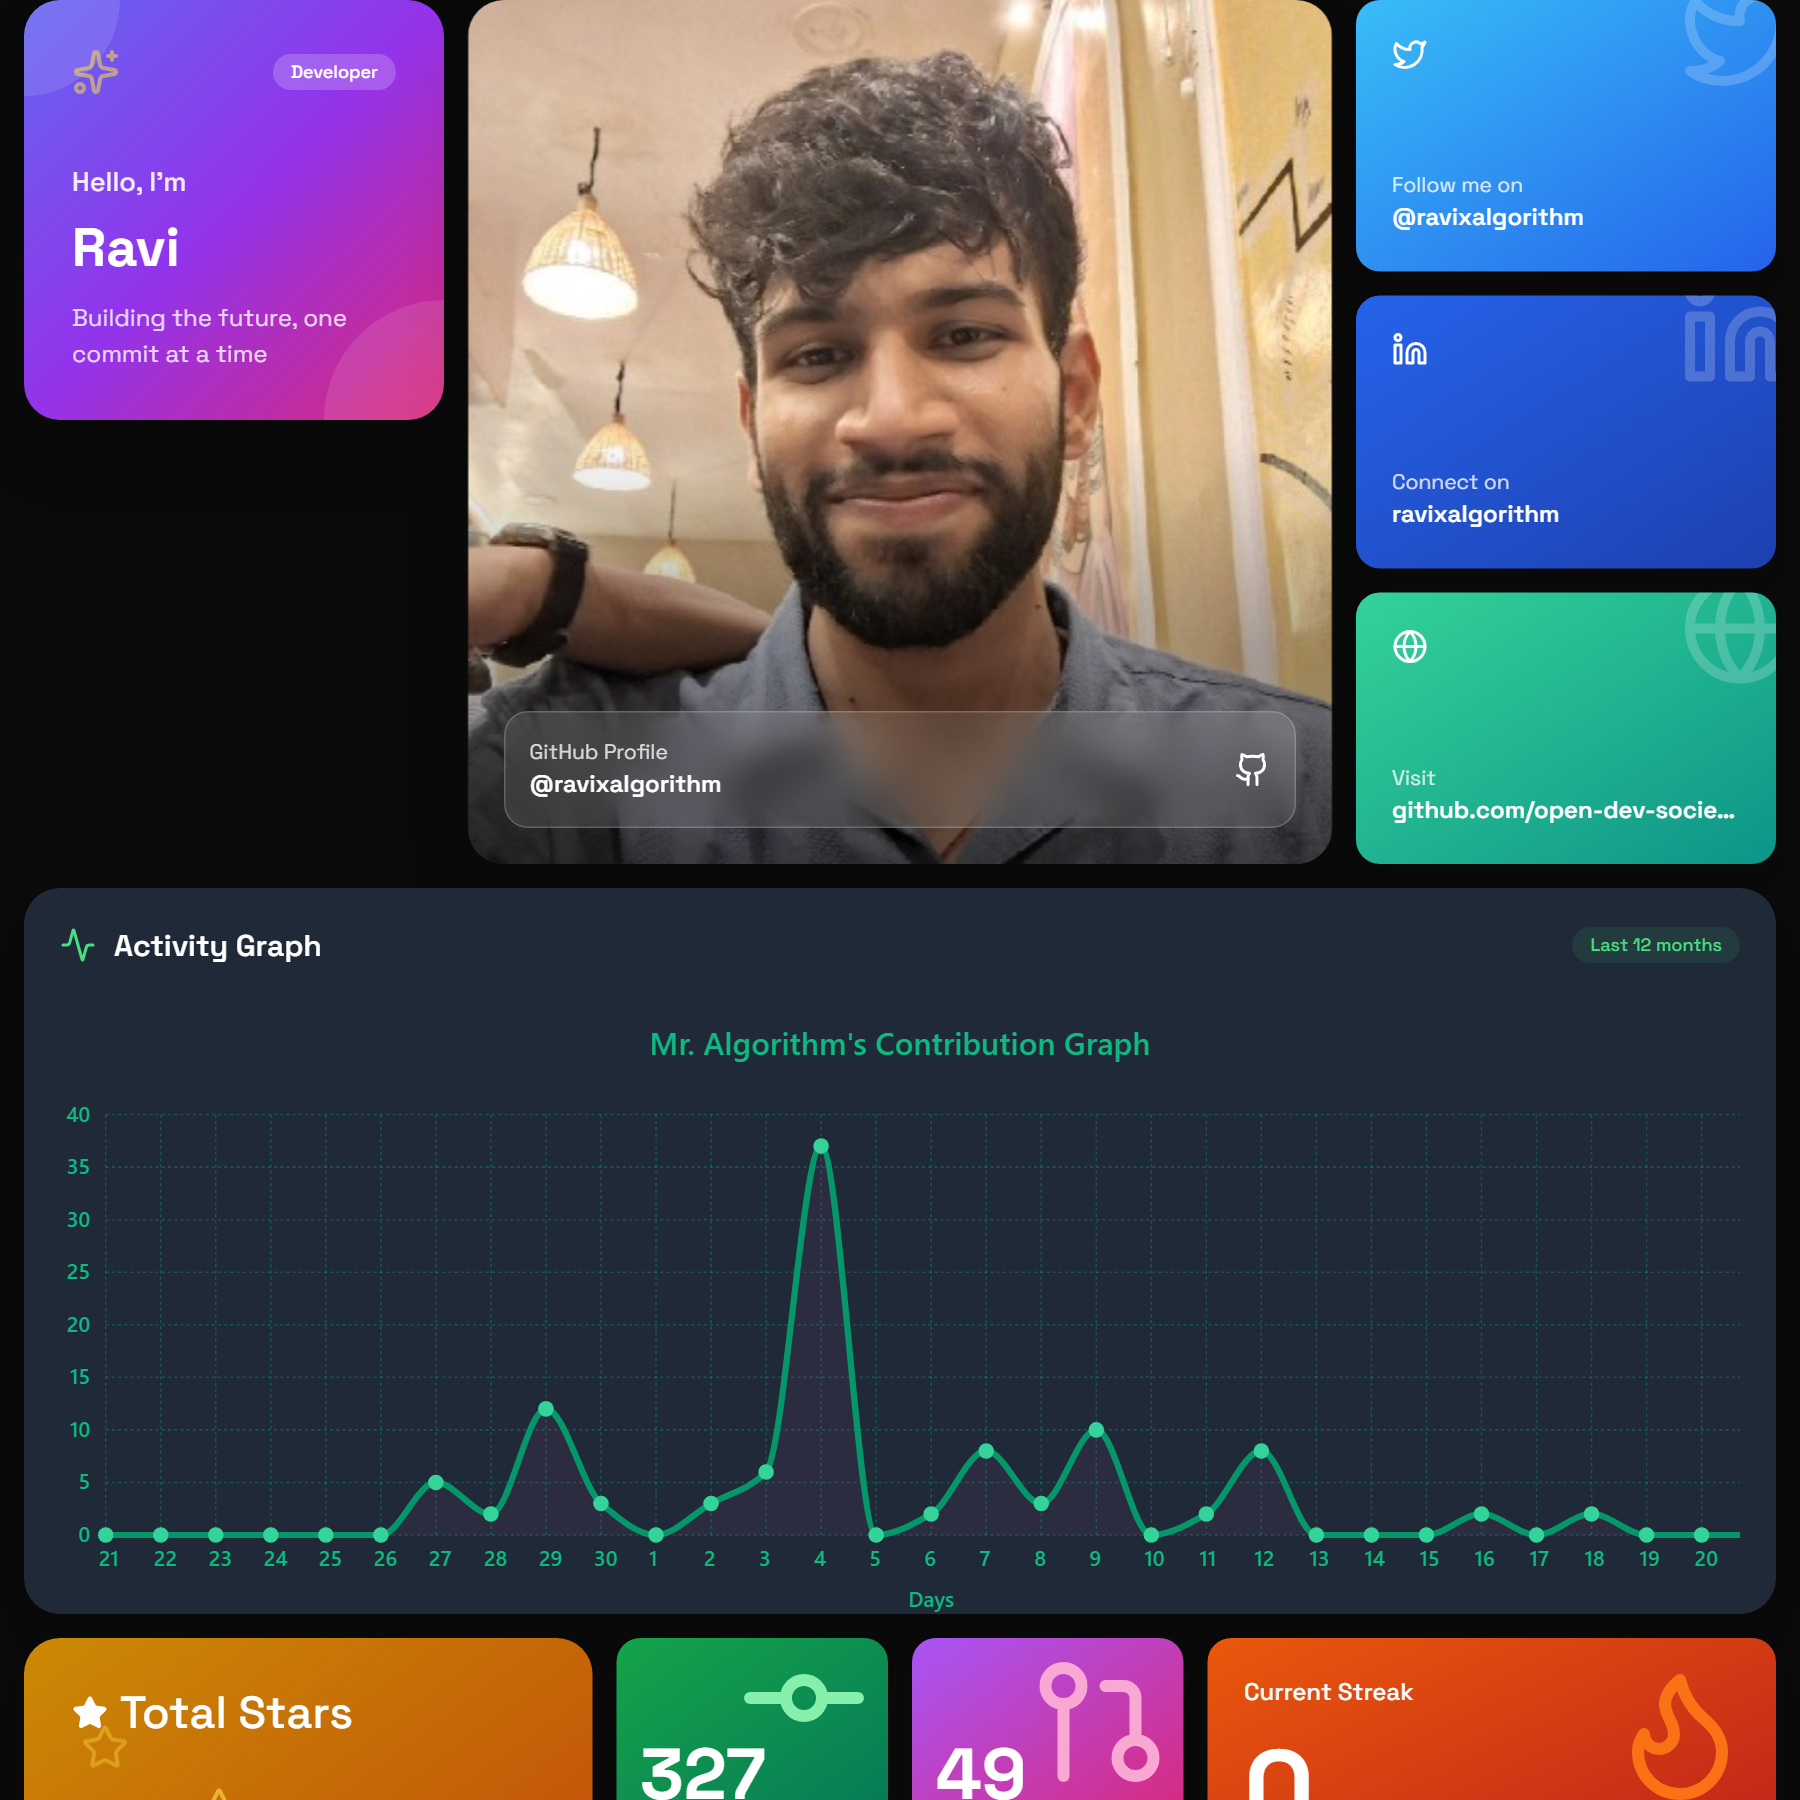 Developer
Hello, I'm
Ravi
Building the future, one
commit at a time
GitHub Profile
@ravixalgorithm
Follow me on
@ravixalgorithm
Connect on
ravixalgorithm
Visit
github.com/open-dev-socie...
Activity Graph
Last 12 months
Mr. Algorithm's Contribution Graph
40
35
30
25
20
15
10
5
0
21 22 23 24 25 26 27 28 29 30 1 2 3 4 5 6 7 8 9 10 11 12 13 14 15 16 17 18 19 20
Days
Total Stars
327
49
Current Streak